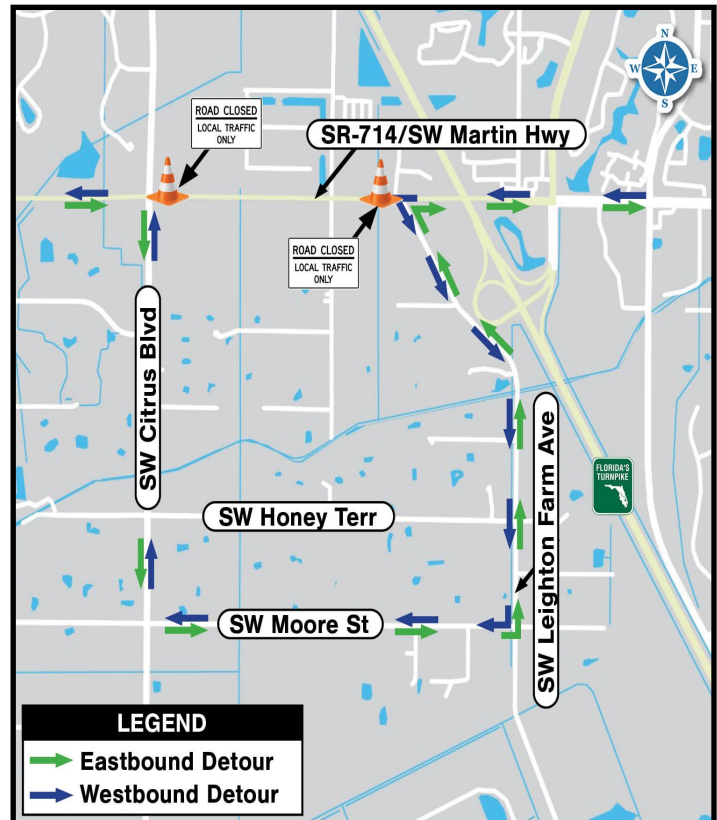 N
W E
S
ROAD CLOSED
LOCAL TRAFFIC
ONLY
SR-714/SW Martin Hwy
ROAD CLOSED
LOCAL TRAFFIC
ONLY
SW Citrus Blvd
SW Leighton Farm Ave
FLORIDA'S
TURNPIKE
SW Honey Terr
SW Moore St
LEGEND
Eastbound Detour
Westbound Detour